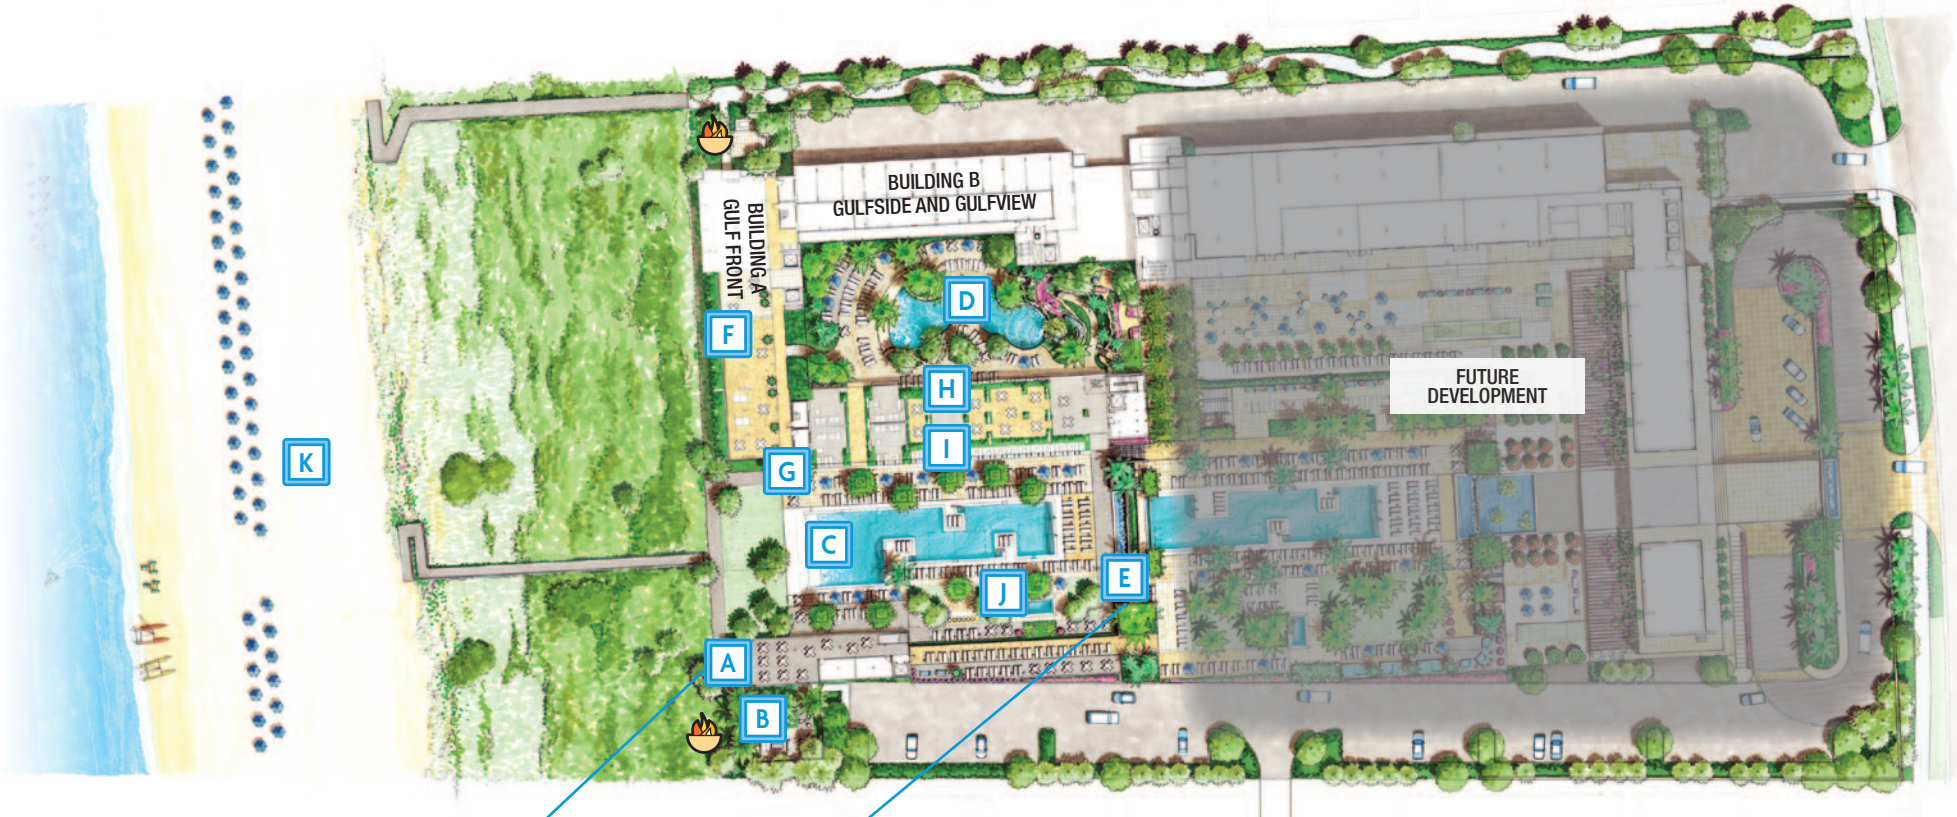 BUILDING B
GULFSIDE AND GULFVIEW
BUILDING A
GULF FRONT
D
F
H
FUTURE
DEVELOPMENT
I
K
G
C
E
J
A
B